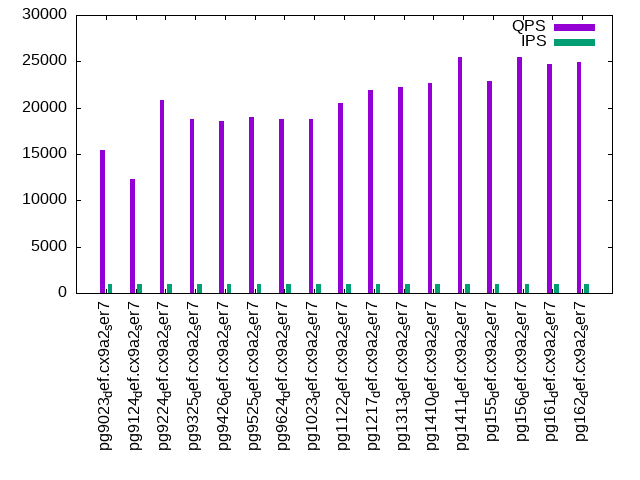 30000
25000
20000
15000
10000
5000
0
QPS
IPS
pg9023def.cx9a2ser7
pg9124def.cx9a2ser7
pg9224def.cx9a2ser7
pg9325def.cx9a2ser7
pg9426def.cx9a2ser7
pg9525def.cx9a2ser7
pg9624def.cx9a2ser7
pg1023def.cx9a2ser7
pg1122def.cx9a2ser7
pg1217def.cx9a2ser7
pg1313def.cx9a2ser7
pg1410def.cx9a2ser7
pg1411def.cx9a2ser7
pg155def.cx9a2ser7
pg156def.cx9a2ser7
pg161def.cx9a2ser7
pg162def.cx9a2ser7